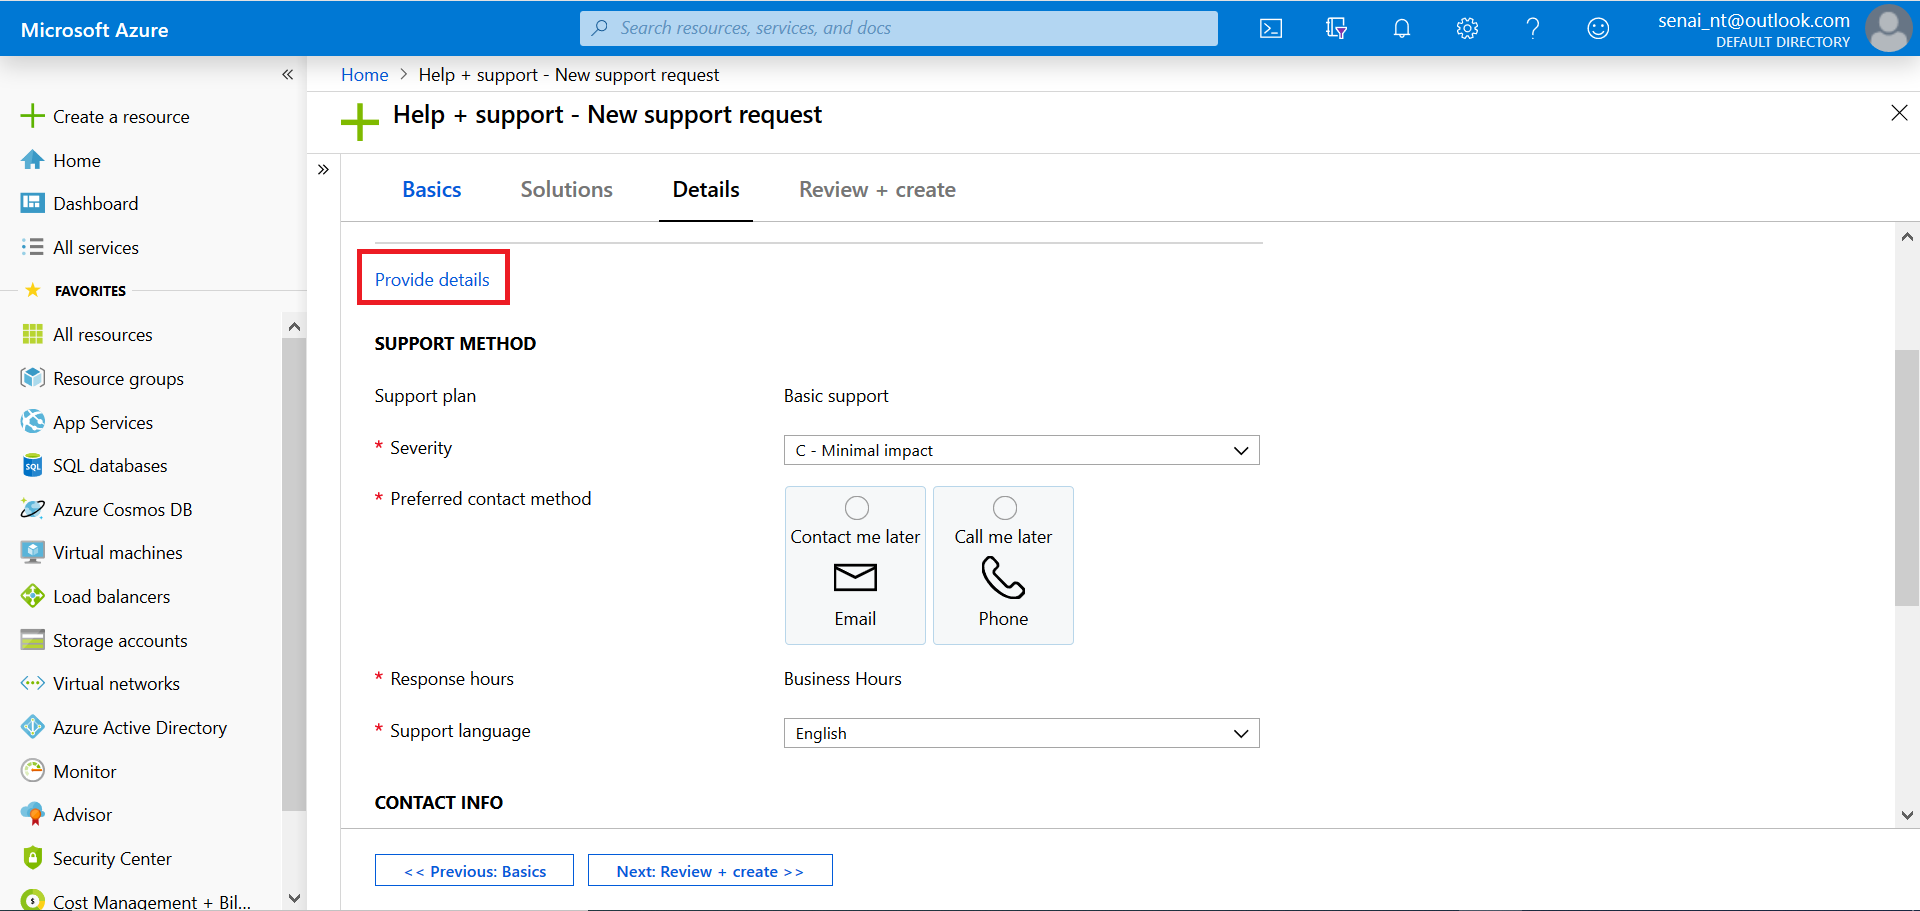 Microsoft Azure
Search resources, services, and docs
senai_nt@outlook.com
DEFAULT DIRECTORY
Home > Help + support - New support request
Help + support - New support request
Create a resource
Home
Dashboard
All services
FAVORITES
All resources
Resource groups
App Services
SQL databases
Azure Cosmos DB
Virtual machines
Load balancers
Storage accounts
Virtual networks
Azure Active Directory
Monitor
Advisor
Security Center
Cost Management + Bil...
Basics
Solutions
Details
Review + create
Provide details
SUPPORT METHOD
Support plan
Basic support
* Severity
C - Minimal impact
* Preferred contact method
Contact me later
Email
Call me later
Phone
* Response hours
Business Hours
* Support language
English
CONTACT INFO
<< Previous: Basics
Next: Review + create >>